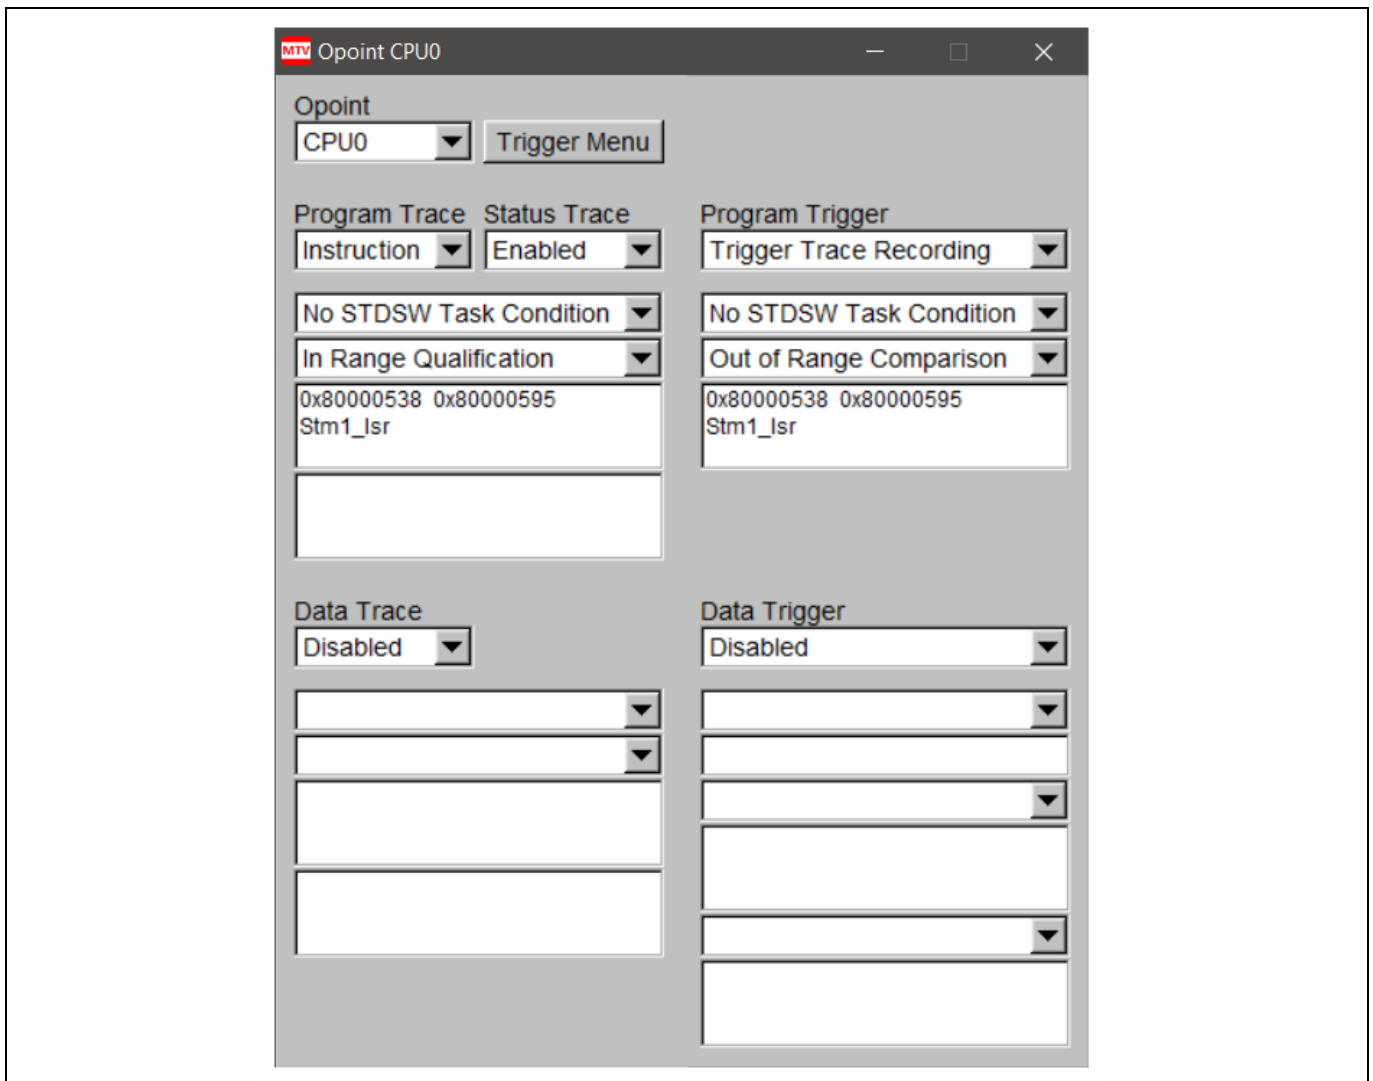 MTV Opoint CPU0
Opoint
CPU0 Trigger Menu
Program Trace Status Trace Program Trigger
Instruction Enabled Trigger Trace Recording
No STDSW Task Condition No STDSW Task Condition
In Range Qualification Out of Range Comparison
0x80000538 0x80000595 0x80000538 0x80000595
Stm1_Isr Stm1_Isr
Data Trace Data Trigger
Disabled Disabled